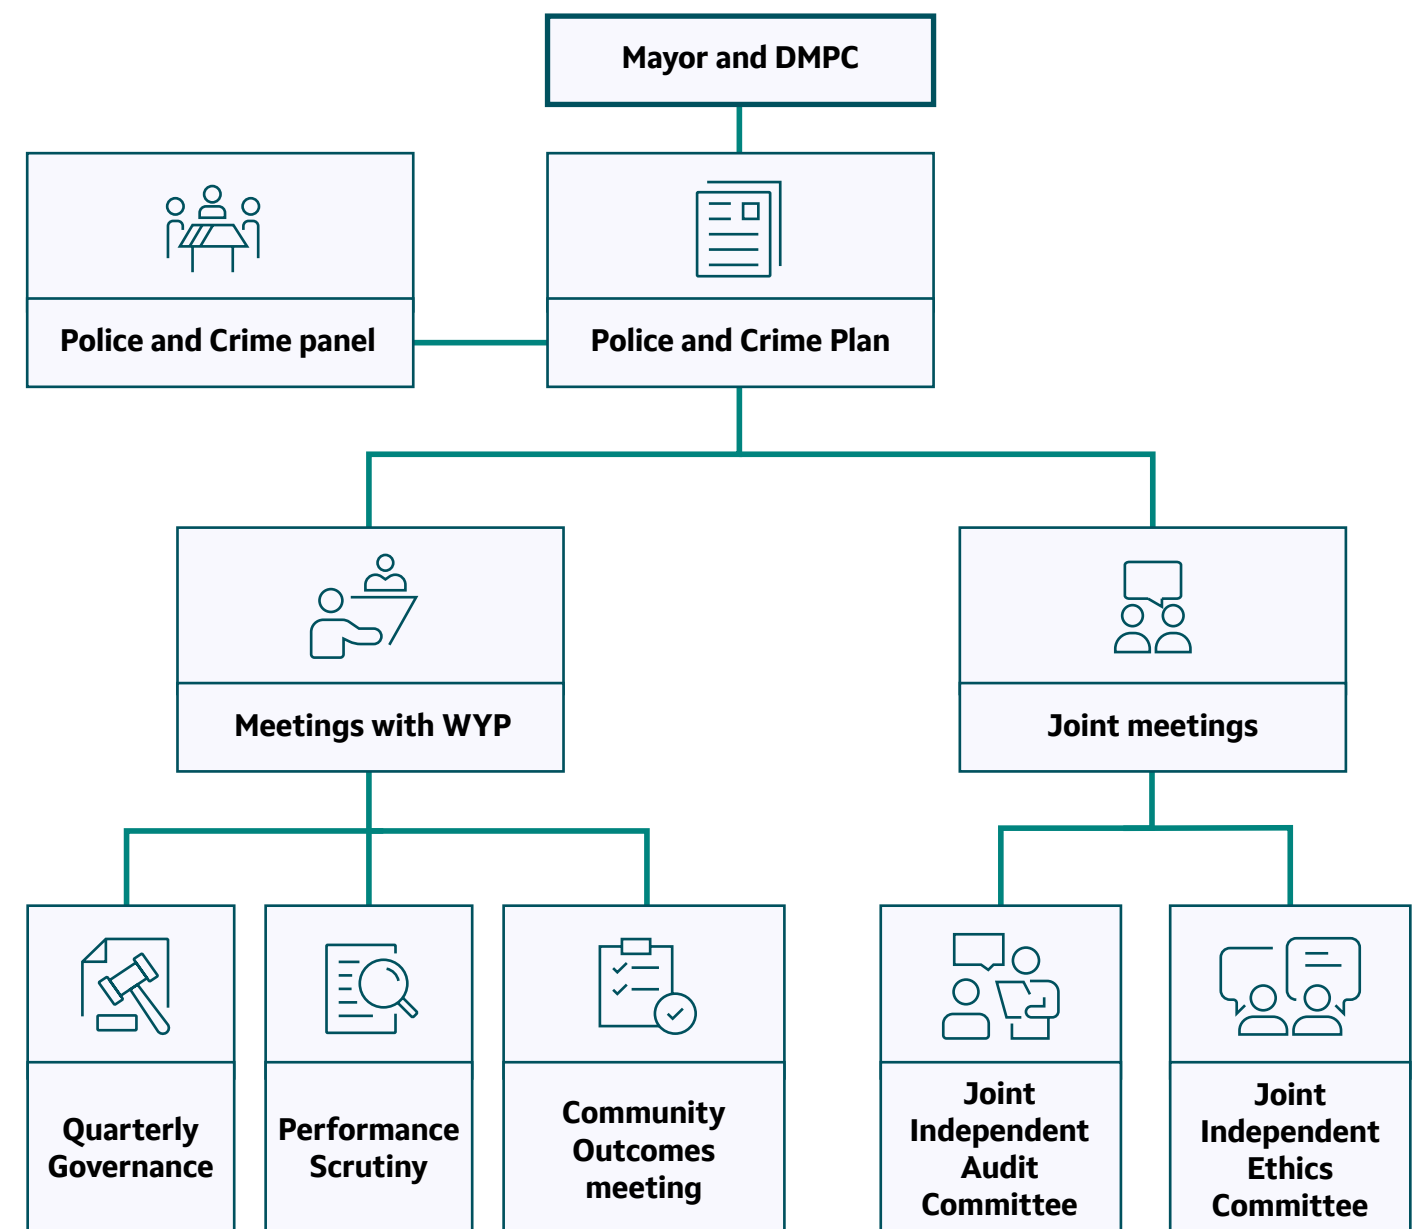 Mayor and DMPC
Police and Crime panel
Police and Crime Plan
Meetings with WYP
Joint meetings
Quarterly
Governance
Performance
Scrutiny
Community
Outcomes
meeting
Joint
Independent
Audit
Committee
Joint
Independent
Ethics
Committee